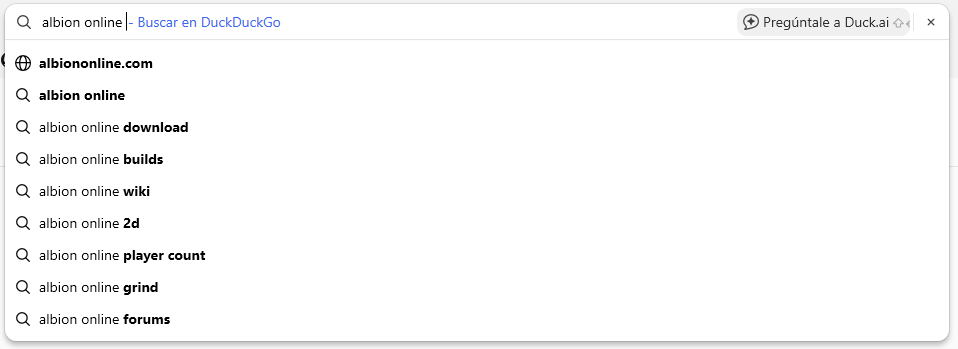 albion online - Buscar en DuckDuckGo Pregúntale a Duck.ai
albiononline.com
albion online
albion online download
albion online builds
albion online wiki
albion online 2d
albion online player count
albion online grind
albion online forums